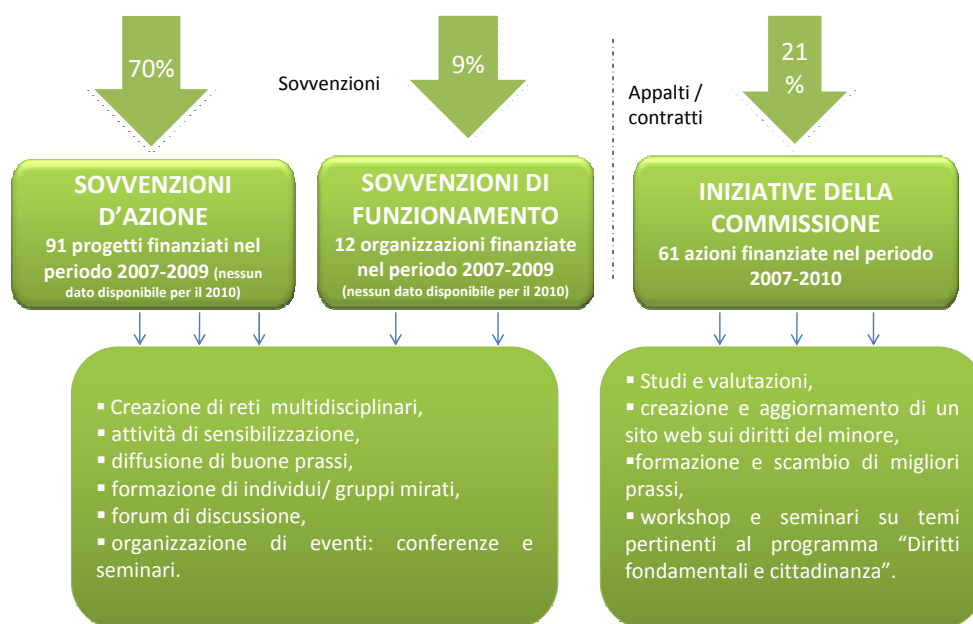 70%
Sovvenzioni
9%
Appalti /
contratti
21
%
SOVVENZIONI
D’AZIONE
91 progetti finanziati nel
periodo 2007-2009 (nessun
dato disponibile per il 2010)
SOVVENZIONI DI
FUNZIONAMENTO
12 organizzazioni finanziate
nel periodo 2007-2009
(nessun dato disponibile per il 2010)
INIZIATIVE DELLA
COMMISSIONE
61 azioni finanziate nel periodo
2007-2010
▪ Creazione di reti multidisciplinari,
▪ attività di sensibilizzazione,
▪ diffusione di buone prassi,
▪ formazione di individui/ gruppi mirati,
▪ forum di discussione,
▪ organizzazione di eventi: conferenze e
seminari.
▪ Studi e valutazioni,
▪ creazione e aggiornamento di un
sito web sui diritti del minore,
▪formazione e scambio di migliori
prassi,
▪ workshop e seminari su temi
pertinenti al programma “Diritti
fondamentali e cittadinanza”.